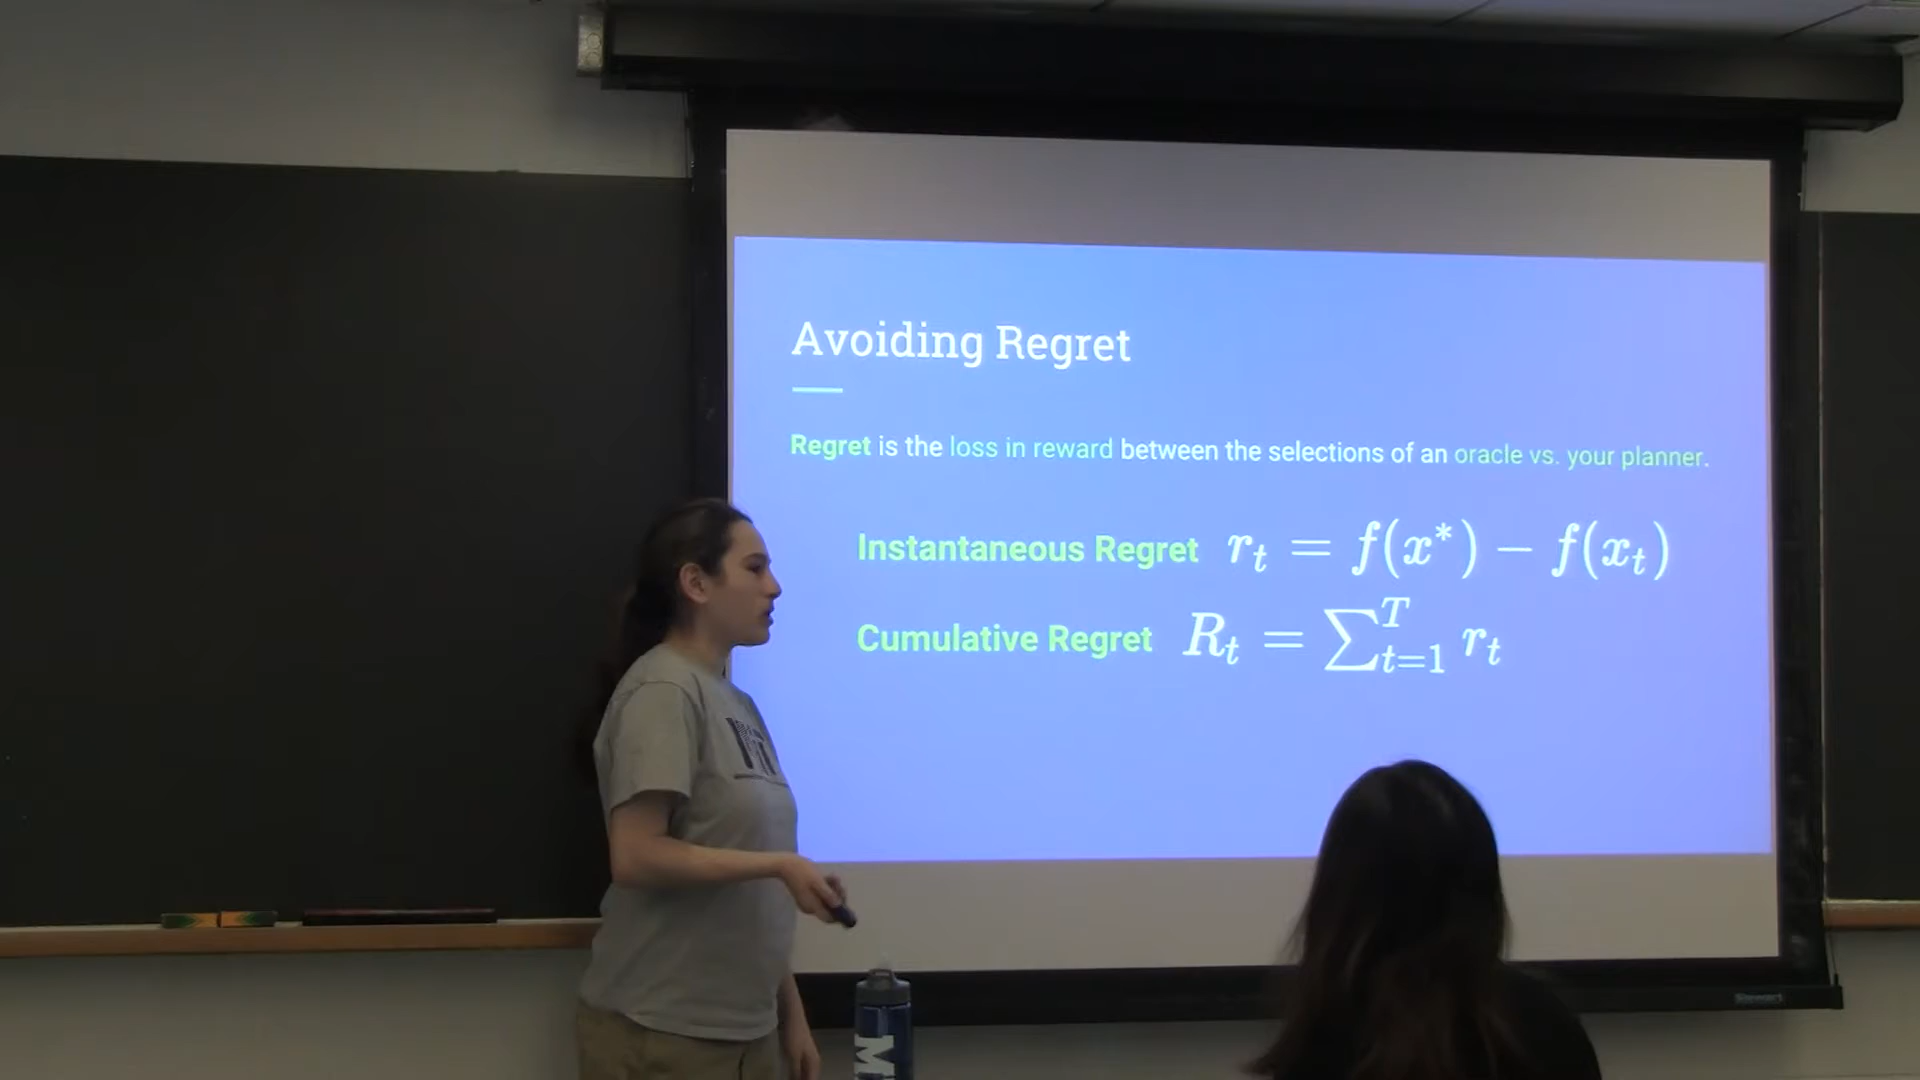 Avoiding Regret
Regret is the loss in reward between the selections of an oracle vs. your planner.
Instantaneous Regret r_t = f(x^*) − f(x_t)
Cumulative Regret R_t = ∑_{t=1}^{T} r_t
Stewart
M